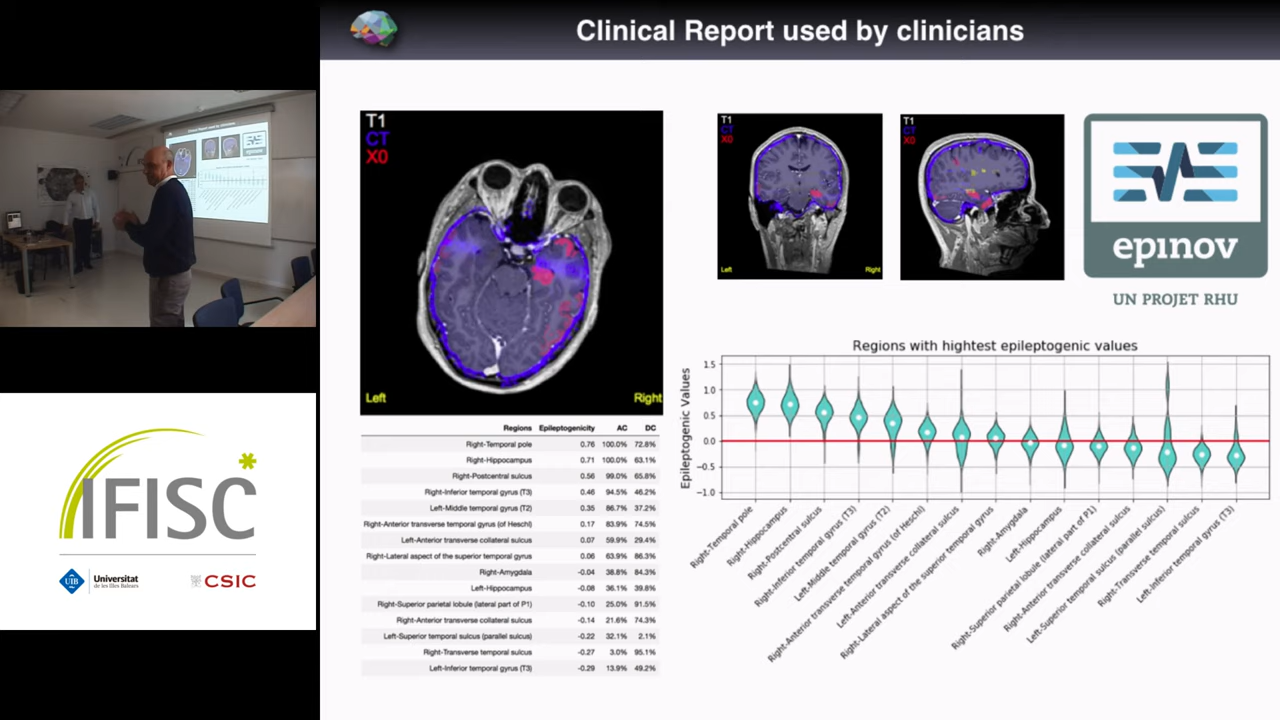 Clinical Report used by clinicians
T1
CT
X0
Left
Right
T1
CT
X0
Left
Right
T1
CT
X0
epinov
UN PROJET RHU
Regions Epileptogenicity AC DC
Right-Temporal pole 0.76 100.0% 72.8%
Right-Hippocampus 0.71 100.0% 63.1%
Right-Postcentral sulcus 0.56 99.0% 65.8%
Right-Inferior temporal gyrus (T3) 0.46 94.5% 46.2%
Left-Middle temporal gyrus (T2) 0.35 86.7% 37.2%
Right-Anterior transverse temporal gyrus (of Heschl) 0.17 83.9% 74.5%
Left-Anterior transverse collateral sulcus 0.07 59.9% 29.4%
Right-Lateral aspect of the superior temporal gyrus 0.06 63.9% 86.3%
Right-Amygdala -0.04 38.8% 84.3%
Left-Hippocampus -0.08 36.1% 39.8%
Right-Superior parietal lobule (lateral part of P1) -0.10 25.0% 91.5%
Right-Anterior transverse collateral sulcus -0.14 21.6% 74.3%
Left-Superior temporal sulcus (parallel sulcus) -0.22 32.1% 2.1%
Right-Transverse temporal sulcus -0.27 3.0% 95.1%
Left-Inferior temporal gyrus (T3) -0.29 13.9% 49.2%
Regions with hightest epileptogenic values
Epileptogenic Values
1.5
1.0
0.5
0.0
−0.5
−1.0
Right-Temporal pole
Right-Hippocampus
Right-Postcentral sulcus
Right-Inferior temporal gyrus (T3)
Left-Middle temporal gyrus (T2)
Right-Anterior transverse temporal gyrus (of Heschl)
Left-Anterior transverse collateral sulcus
Right-Lateral aspect of the superior temporal gyrus
Right-Amygdala
Left-Hippocampus
Right-Superior parietal lobule (lateral part of P1)
Right-Anterior transverse collateral sulcus
Left-Superior temporal sulcus (parallel sulcus)
Right-Transverse temporal sulcus
Left-Inferior temporal gyrus (T3)
IFISC
UIB
Universitat
de les Illes Balears
CSIC